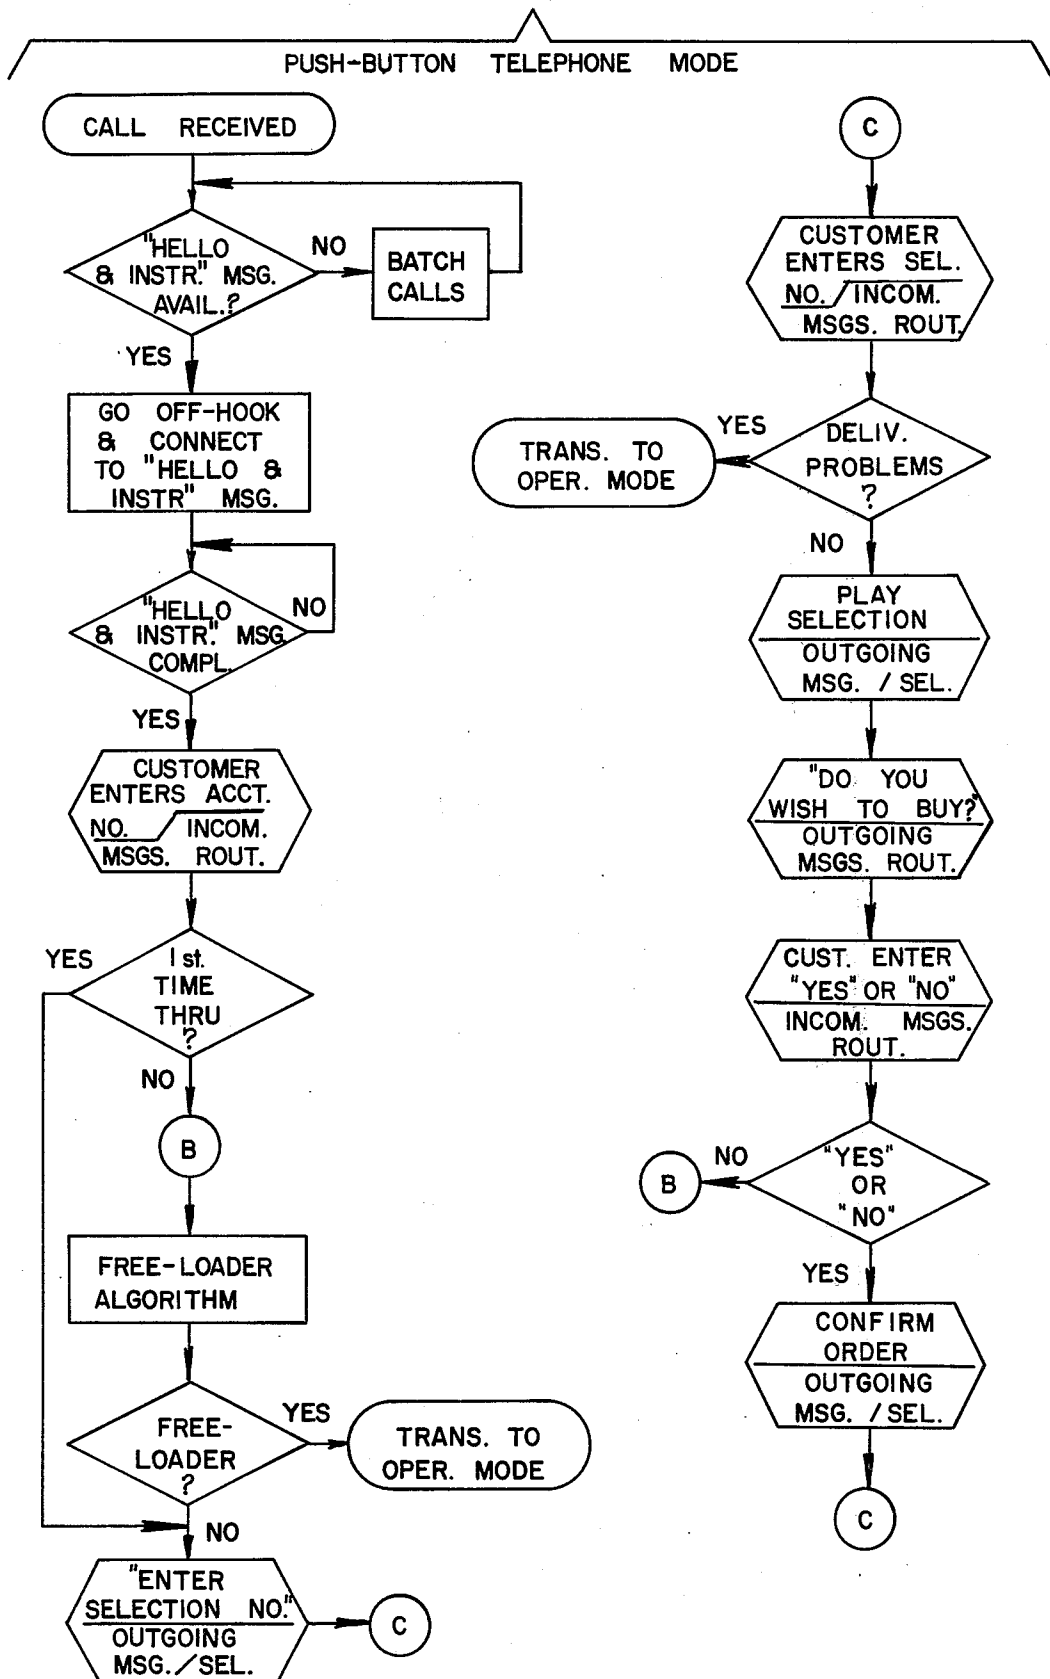 PUSH-BUTTON TELEPHONE MODE
CALL RECEIVED
"HELLO
& INSTR." MSG.
AVAIL.?
NO
BATCH
CALLS
YES
GO OFF-HOOK
& CONNECT
TO "HELLO &
INSTR" MSG.
"HELLO
& INSTR." MSG.
COMPL.
NO
YES
CUSTOMER
ENTERS ACCT.
NO. / INCOM.
MSGS. ROUT.
YES
1st.
TIME
THRU
?
NO
B
FREE-LOADER
ALGORITHM
FREE-
LOADER
?
YES
TRANS. TO
OPER. MODE
NO
"ENTER
SELECTION NO."
OUTGOING
MSG./SEL.
C
C
CUSTOMER
ENTERS SEL.
NO. / INCOM.
MSGS. ROUT.
DELIV.
PROBLEMS
?
YES
TRANS. TO
OPER. MODE
NO
PLAY
SELECTION
OUTGOING
MSG. / SEL.
"DO YOU
WISH TO BUY?"
OUTGOING
MSGS. ROUT.
CUST. ENTER
"YES" OR "NO"
INCOM. MSGS.
ROUT.
"YES"
OR
"NO"
NO
B
YES
CONFIRM
ORDER
OUTGOING
MSG. / SEL.
C